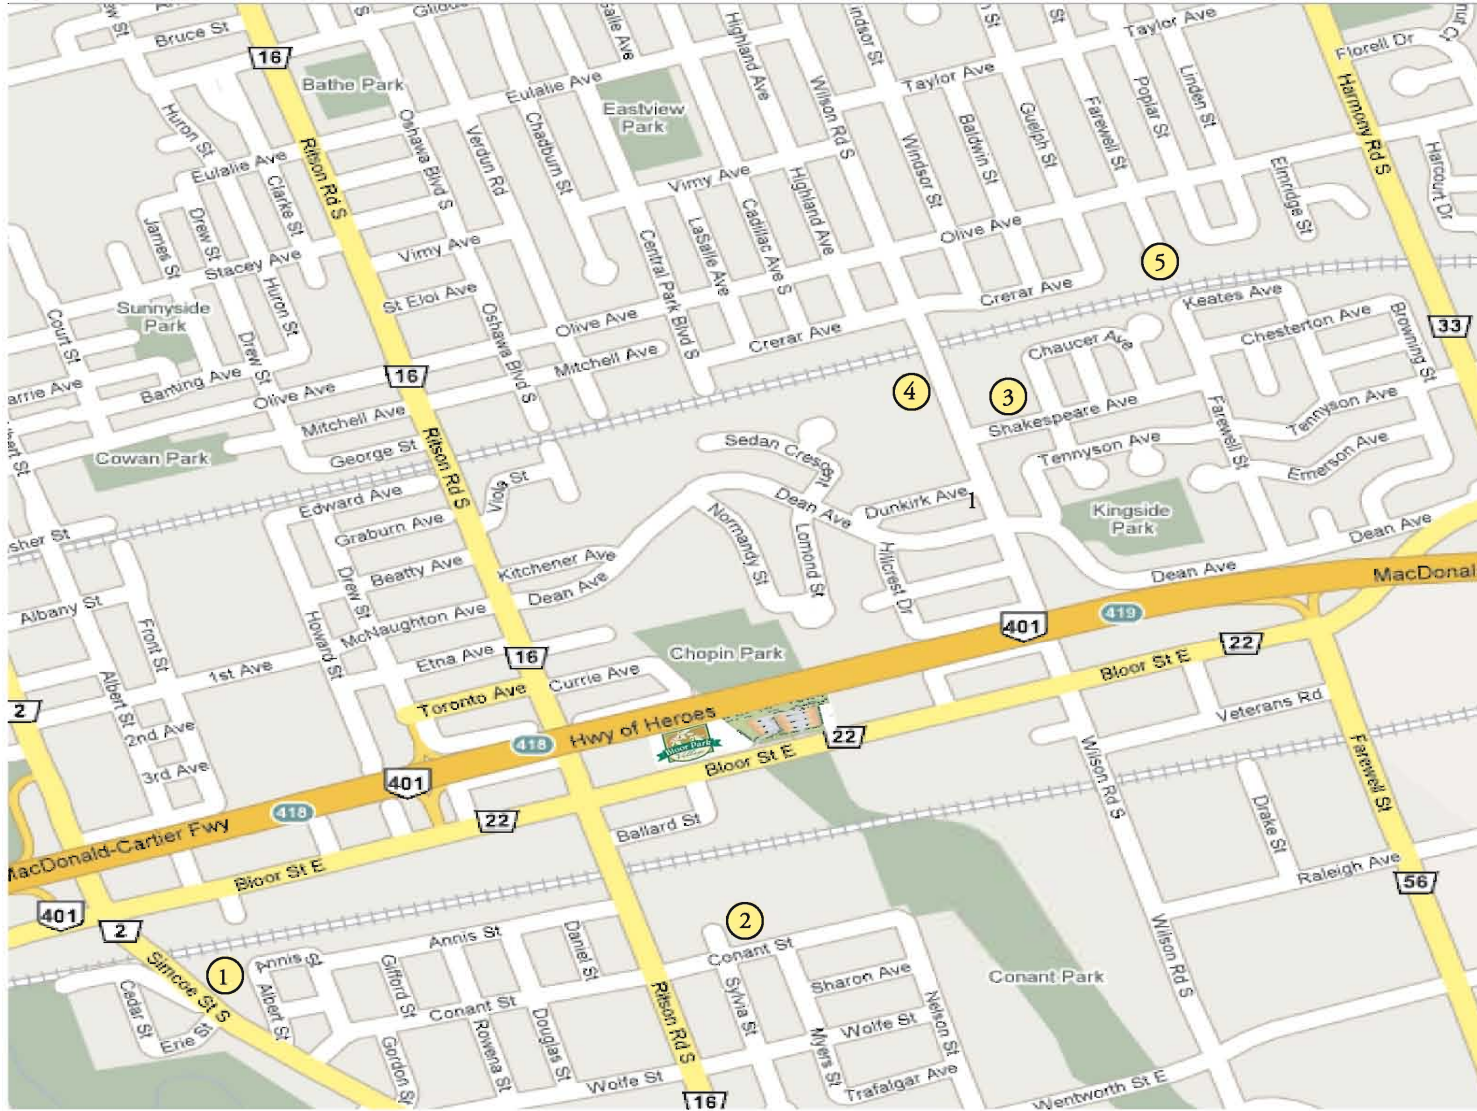 Bruce St
16
Bathe Park
Eulalie Ave
Eastview
Park
Highland Ave
Wilson Rd S
Taylor Ave
Taylor Ave
Florell Dr
Harmony Rd S
Huron St
Eulalie Ave
Ritson Rd S
Oshawa Blvd S
Verdun Rd
Chadburn St
Vimy Ave
Highland Ave
Windsor St
Baldwin St
Guelph St
Farewell St
Poplar St
Linden St
Elmridge St
Harcourt Dr
Clarke St
Drew St
James St
Stacey Ave
Vimy Ave
St Eloi Ave
Central Park Blvd S
LaSalle Ave
Cadillac Ave S
Olive Ave
5
Crerar Ave
Keates Ave
Sunnyside
Park
Huron St
Court St
Drew St
Oshawa Blvd S
Olive Ave
Mitchell Ave
Crerar Ave
Chaucer Ave
Chesterton Ave
Browning St
33
16
4
3
Banting Ave
Olive Ave
Mitchell Ave
George St
Cowan Park
Ritson Rd S
Shakespeare Ave
Tennyson Ave
Tennyson Ave
Farewell St
Emerson Ave
Sedan Crescent
Dean Ave
Dunkirk Ave
1
Kingside
Park
Dean Ave
Dean Ave
Edward Ave
Viola St
Graburn Ave
Beatty Ave
Kitchener Ave
Dean Ave
Normandy St
Lomond St
Hillcrest Dr
Albany St
Front St
Drew St
Howard St
McNaughton Ave
1st Ave
Etna Ave
16
Currie Ave
Toronto Ave
Chopin Park
401
419
22
Bloor St E
MacDonal
2
Albert St
2nd Ave
3rd Ave
418
Hwy of Heroes
Bloor Park
22
Bloor St E
Veterans Rd
Wilson Rd S
Farewell St
401
418
MacDonald-Cartier Fwy
22
Bloor St E
Ballard St
Drake St
Raleigh Ave
56
401
2
Simcoe St S
1
Annis St
Annis St
Daniel St
2
Conant St
Conant Park
Wilson Rd S
Cedar St
Erie St
Albert St
Gifford St
Conant St
Gordon St
Rowena St
Douglas St
Wolfe St
Ritson Rd S
16
Sylvia St
Sharon Ave
Wolfe St
Myers St
Nelson St
Trafalgar Ave
Wentworth St E